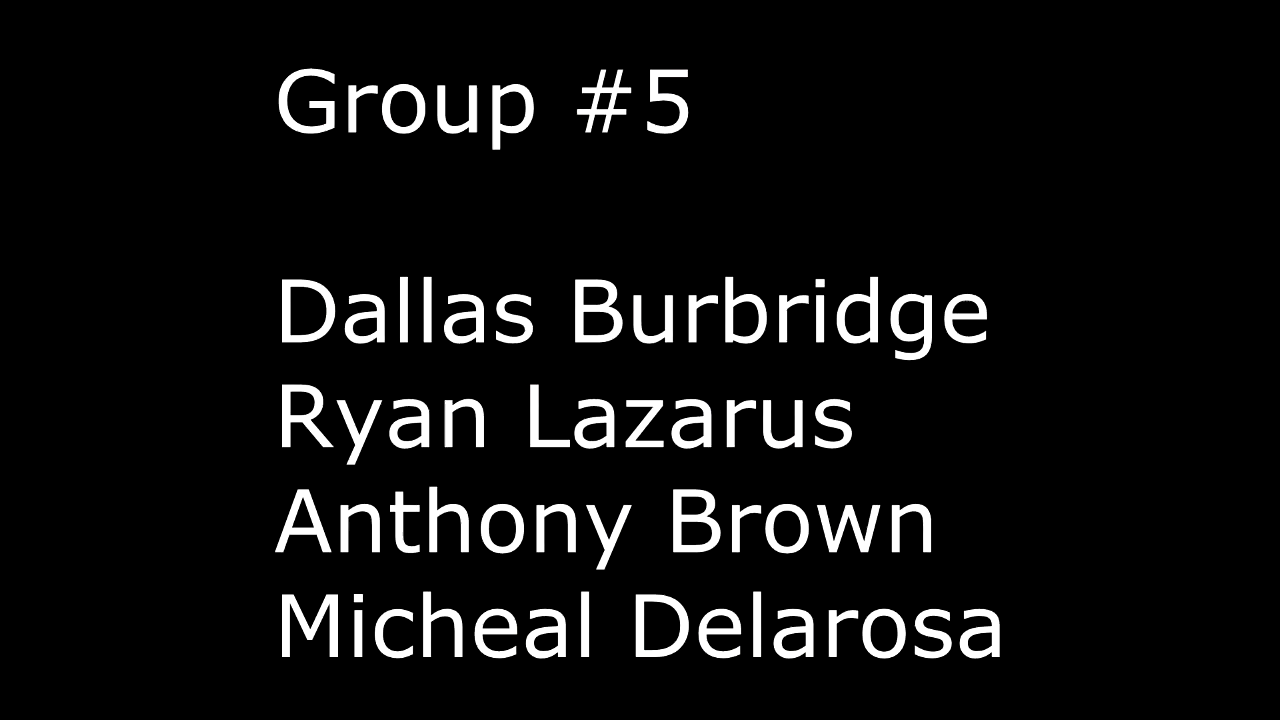 Group #5
Dallas Burbridge
Ryan Lazarus
Anthony Brown
Micheal Delarosa